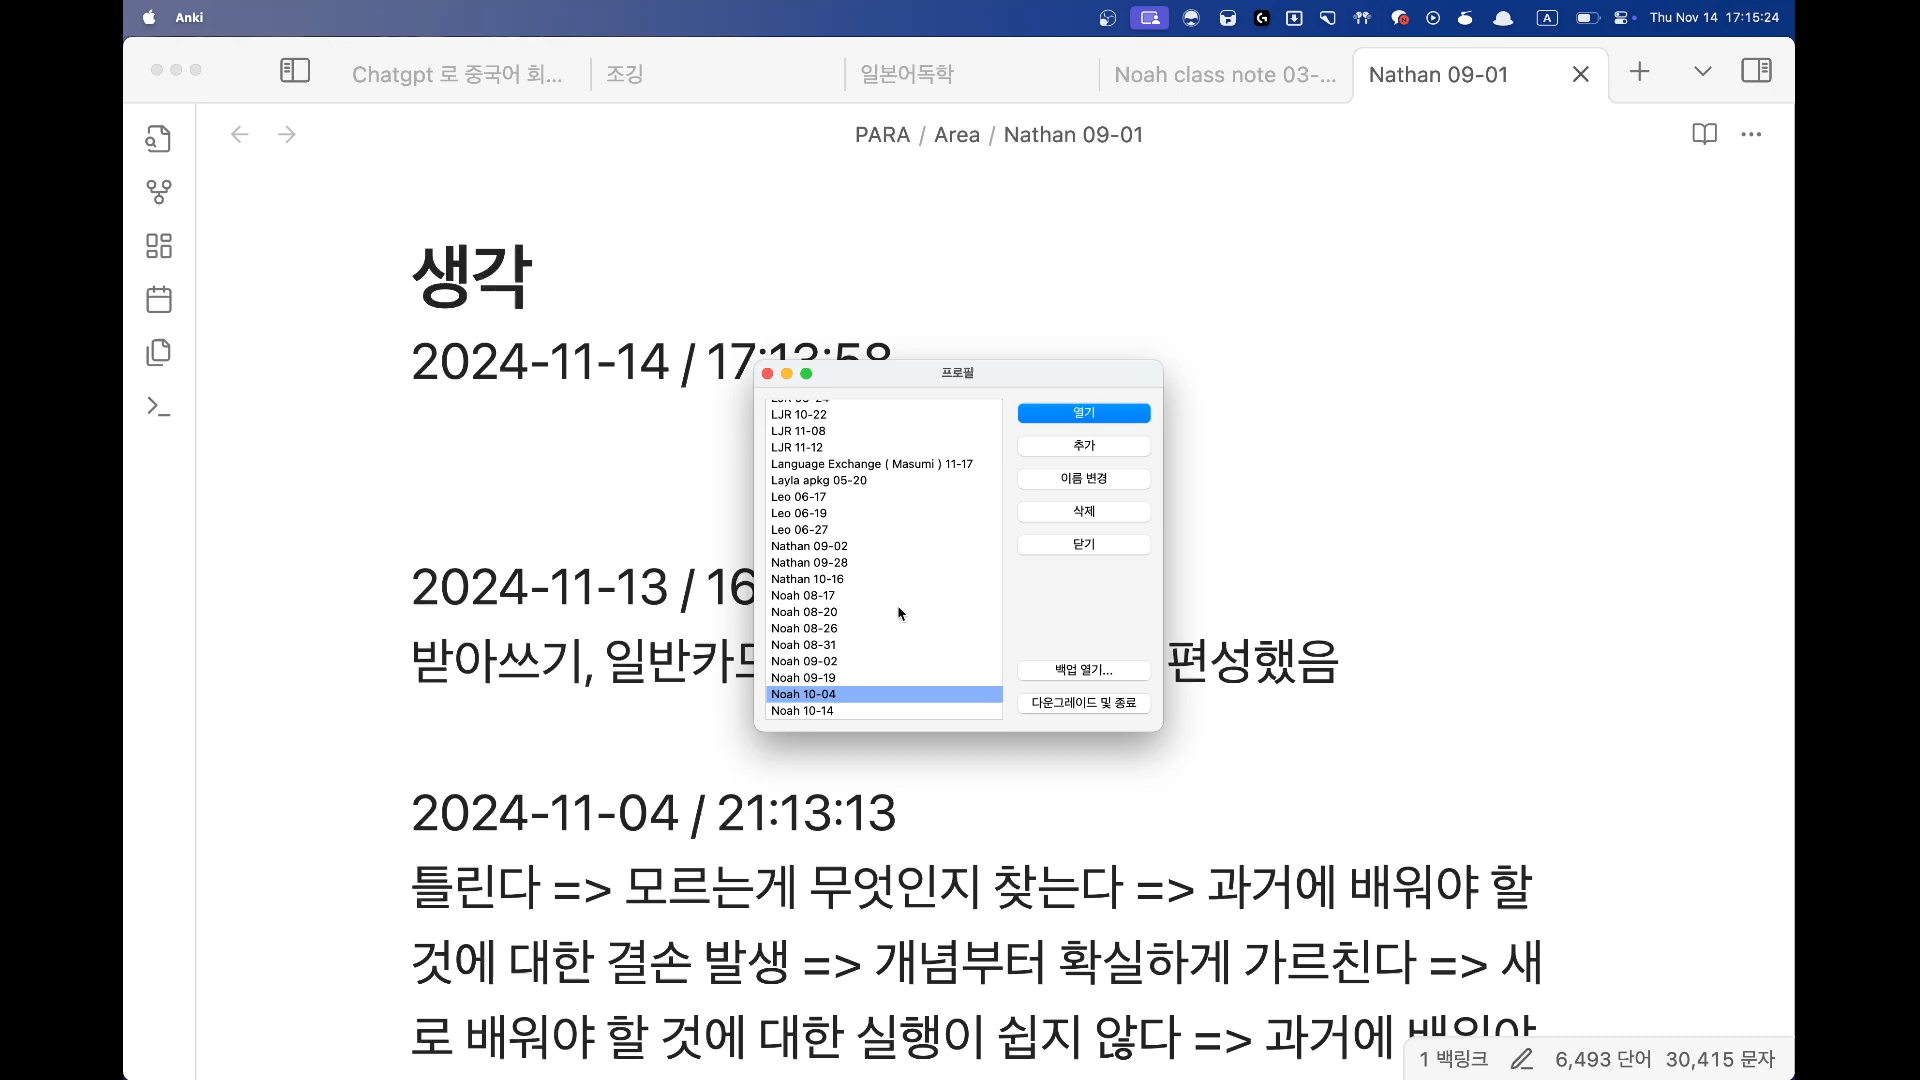 Anki
A
Thu Nov 14 17:15:24
Chatgpt 로 중국어 회...
조깅
일본어독학
Noah class note 03-...
Nathan 09-01
PARA / Area / Nathan 09-01
생각
2024-11-14 / 17:13:58
프로필
LJR 10-22
LJR 11-08
LJR 11-12
Language Exchange ( Masumi ) 11-17
Layla apkg 05-20
Leo 06-17
Leo 06-19
Leo 06-27
Nathan 09-02
Nathan 09-28
Nathan 10-16
Noah 08-17
Noah 08-20
Noah 08-26
Noah 08-31
Noah 09-02
Noah 09-19
Noah 10-04
Noah 10-14
열기
추가
이름 변경
삭제
닫기
백업 열기...
다운그레이드 및 종료
2024-11-13 / 16
받아쓰기, 일반카드 편성했음
2024-11-04 / 21:13:13
틀린다 => 모르는게 무엇인지 찾는다 => 과거에 배워야 할
것에 대한 결손 발생 => 개념부터 확실하게 가르친다 => 새
로 배워야 할 것에 대한 실행이 쉽지 않다 => 과거에 배워야
1 백링크
6,493 단어 30,415 문자